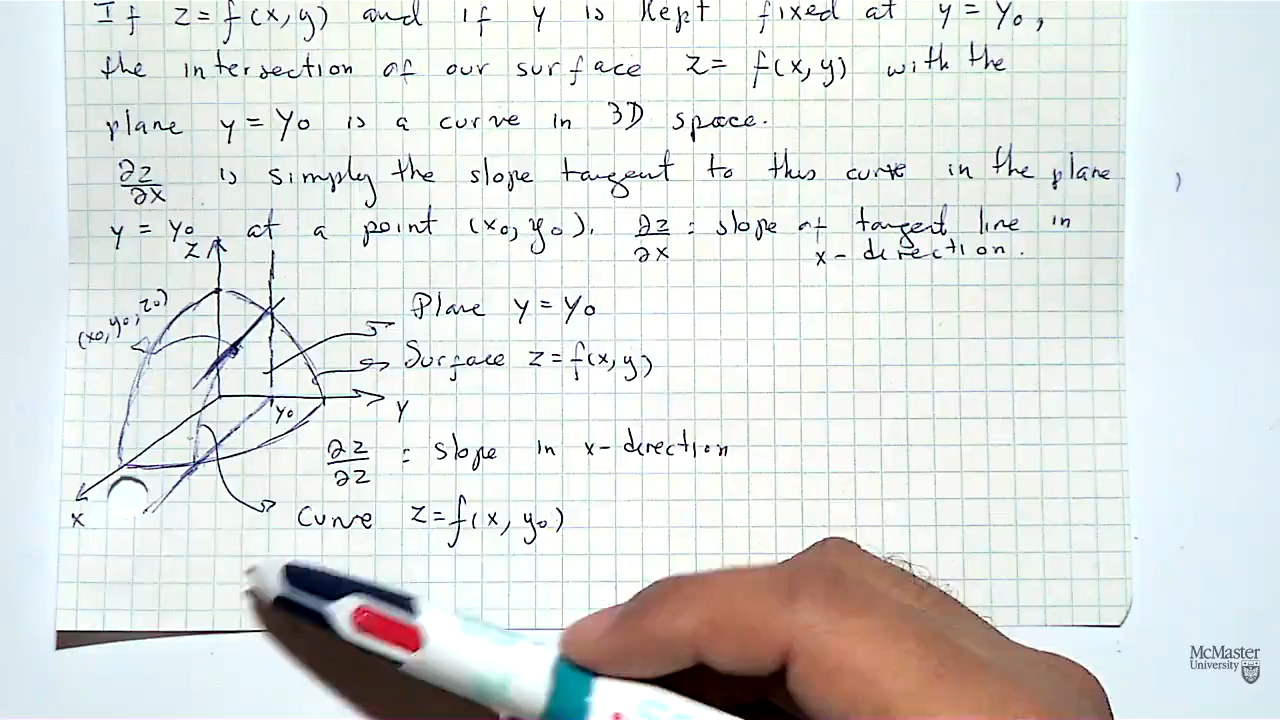 If z = f(x, y) and if y is kept fixed at y = y₀,
the intersection of our surface z = f(x, y) with the
plane y = y₀ is a curve in 3D space.
∂z/∂x is simply the slope tangent to this curve in the plane
y = y₀ at a point (x₀, y₀). ∂z/∂x : slope of tangent line in
x-direction.
z
(x₀, y₀, z₀)
Plane y = y₀
Surface z = f(x, y)
y₀
y
∂z/∂z : slope in x-direction
x
Curve z = f(x, y₀)
McMaster
University